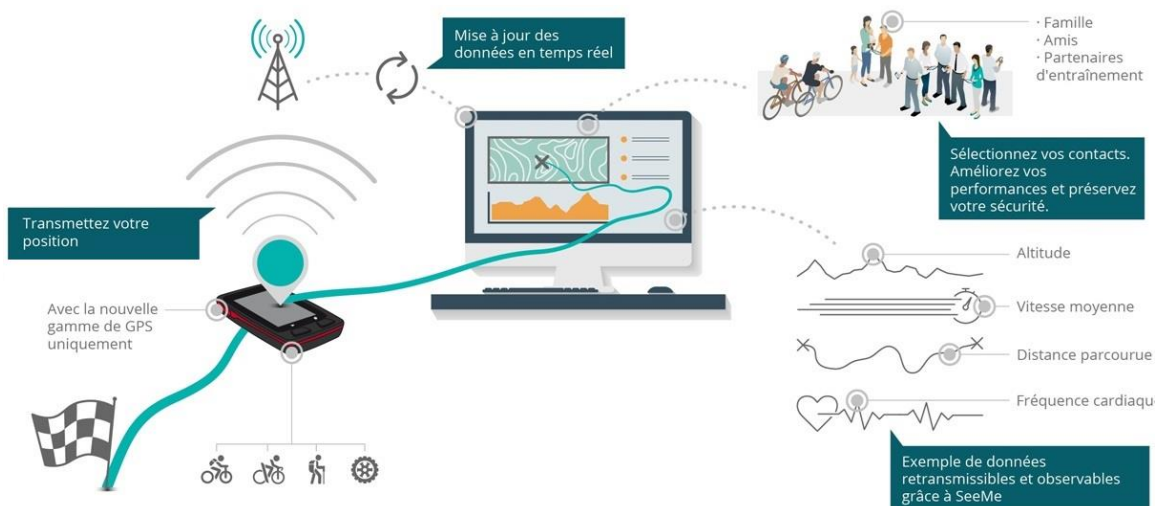 Mise à jour des
données en temps réel
· Famille
· Amis
· Partenaires
d'entraînement
Sélectionnez vos contacts.
Améliorez vos
performances et préservez
votre sécurité.
Transmettez votre
position
Avec la nouvelle
gamme de GPS
uniquement
Altitude
Vitesse moyenne
Distance parcourue
Fréquence cardiaqu
Exemple de données
retransmissibles et observables
grâce à SeeMe